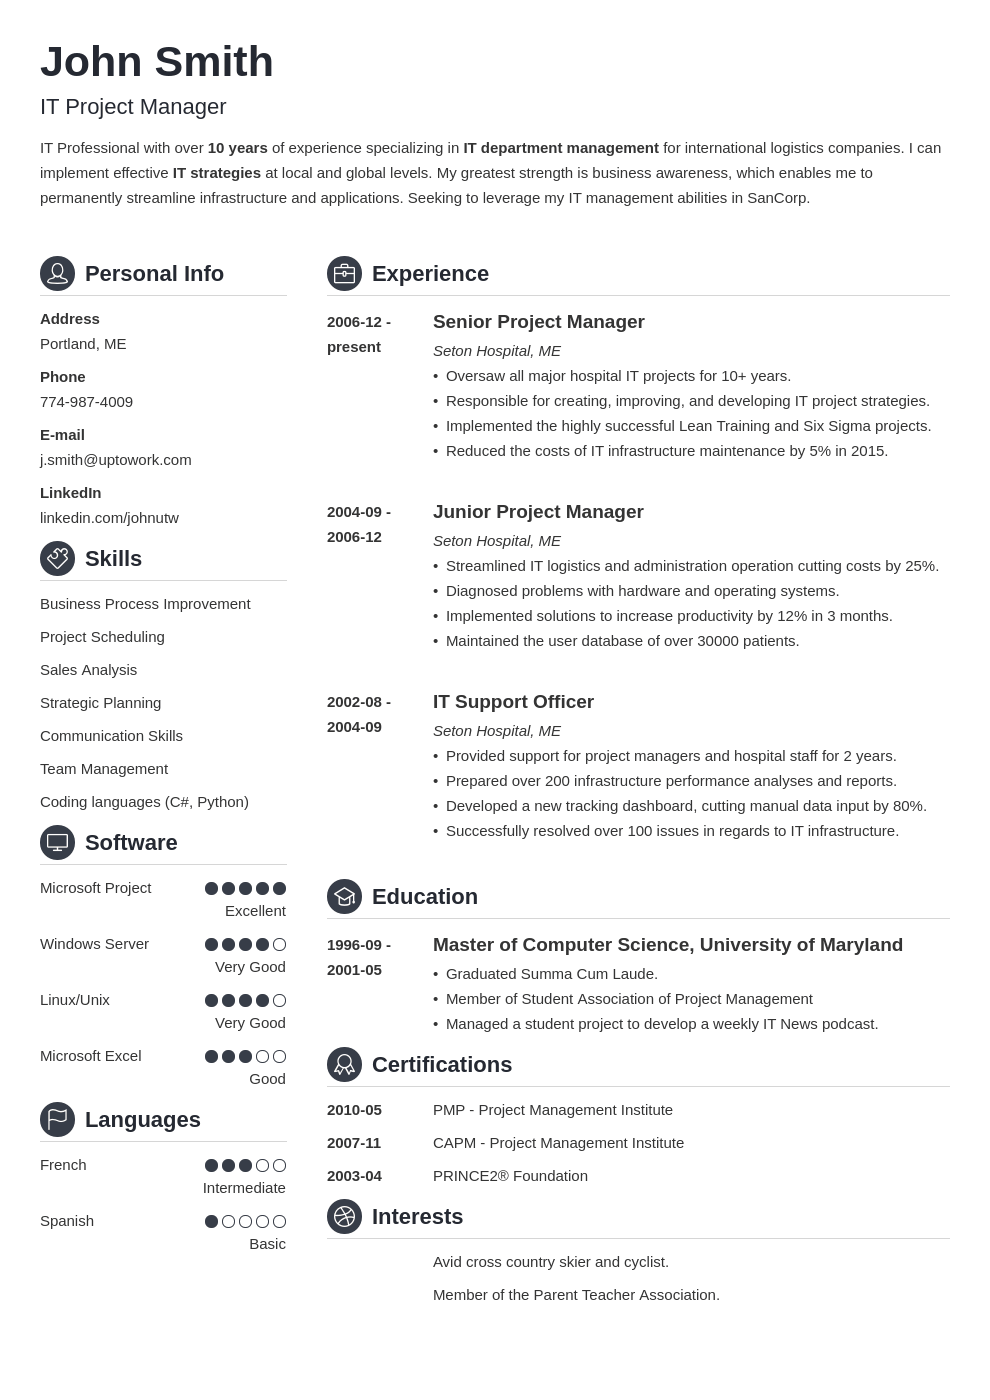 John Smith
IT Project Manager
IT Professional with over 10 years of experience specializing in IT department management for international logistics companies. I can
implement effective IT strategies at local and global levels. My greatest strength is business awareness, which enables me to
permanently streamline infrastructure and applications. Seeking to leverage my IT management abilities in SanCorp.
Personal Info
Address
Portland, ME
Phone
774-987-4009
E-mail
j.smith@uptowork.com
LinkedIn
linkedin.com/johnutw
Skills
Business Process Improvement
Project Scheduling
Sales Analysis
Strategic Planning
Communication Skills
Team Management
Coding languages (C#, Python)
Software
Microsoft Project
Excellent
Windows Server
Very Good
Linux/Unix
Very Good
Microsoft Excel
Good
Languages
French
Intermediate
Spanish
Basic
Experience
2006-12 -
present
Senior Project Manager
Seton Hospital, ME
• Oversaw all major hospital IT projects for 10+ years.
• Responsible for creating, improving, and developing IT project strategies.
• Implemented the highly successful Lean Training and Six Sigma projects.
• Reduced the costs of IT infrastructure maintenance by 5% in 2015.
2004-09 -
2006-12
Junior Project Manager
Seton Hospital, ME
• Streamlined IT logistics and administration operation cutting costs by 25%.
• Diagnosed problems with hardware and operating systems.
• Implemented solutions to increase productivity by 12% in 3 months.
• Maintained the user database of over 30000 patients.
2002-08 -
2004-09
IT Support Officer
Seton Hospital, ME
• Provided support for project managers and hospital staff for 2 years.
• Prepared over 200 infrastructure performance analyses and reports.
• Developed a new tracking dashboard, cutting manual data input by 80%.
• Successfully resolved over 100 issues in regards to IT infrastructure.
Education
1996-09 -
2001-05
Master of Computer Science, University of Maryland
• Graduated Summa Cum Laude.
• Member of Student Association of Project Management
• Managed a student project to develop a weekly IT News podcast.
Certifications
2010-05 PMP - Project Management Institute
2007-11 CAPM - Project Management Institute
2003-04 PRINCE2® Foundation
Interests
Avid cross country skier and cyclist.
Member of the Parent Teacher Association.